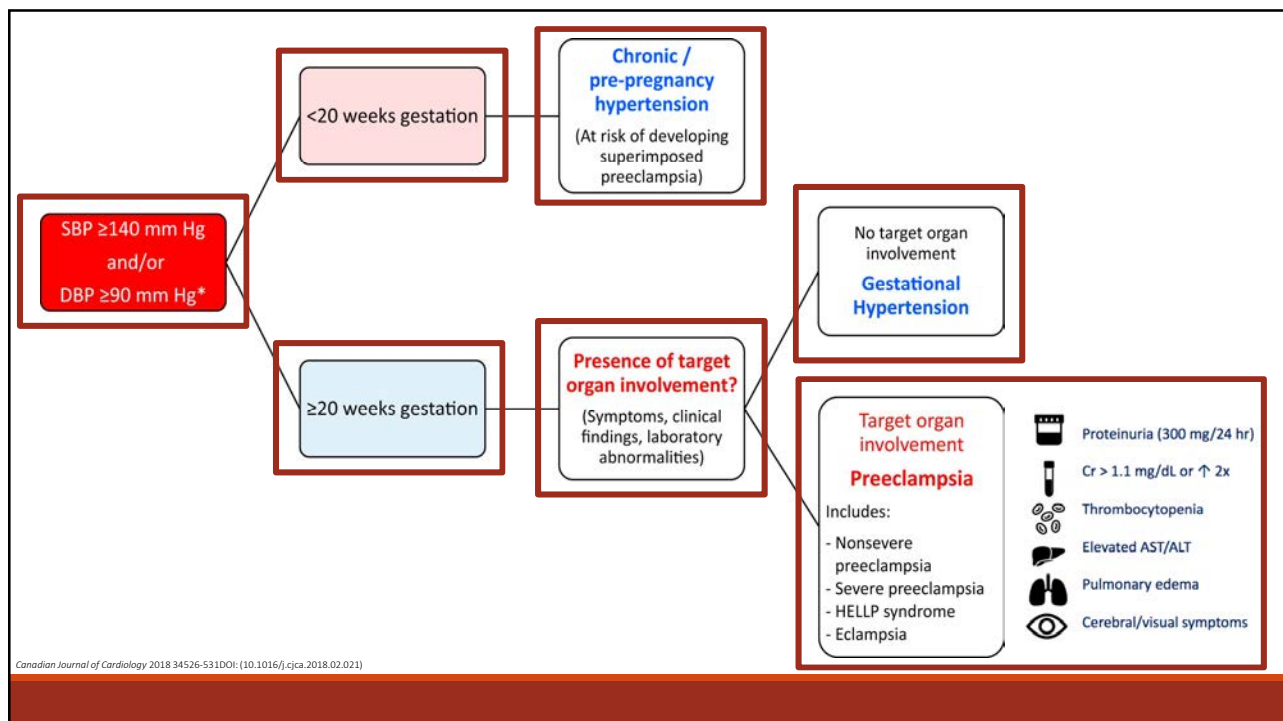 <20 weeks gestation
Chronic /
pre-pregnancy
hypertension
(At risk of developing
superimposed
preeclampsia)
SBP ≥140 mm Hg
and/or
DBP ≥90 mm Hg*
≥20 weeks gestation
Presence of target
organ involvement?
(Symptoms, clinical
findings, laboratory
abnormalities)
No target organ
involvement
Gestational
Hypertension
Target organ
involvement
Preeclampsia
Includes:
- Nonsevere
preeclampsia
- Severe preeclampsia
- HELLP syndrome
- Eclampsia
Proteinuria (300 mg/24 hr)
Cr > 1.1 mg/dL or ↑ 2x
Thrombocytopenia
Elevated AST/ALT
Pulmonary edema
Cerebral/visual symptoms
Canadian Journal of Cardiology 2018 34526-531DOI: (10.1016/j.cjca.2018.02.021)